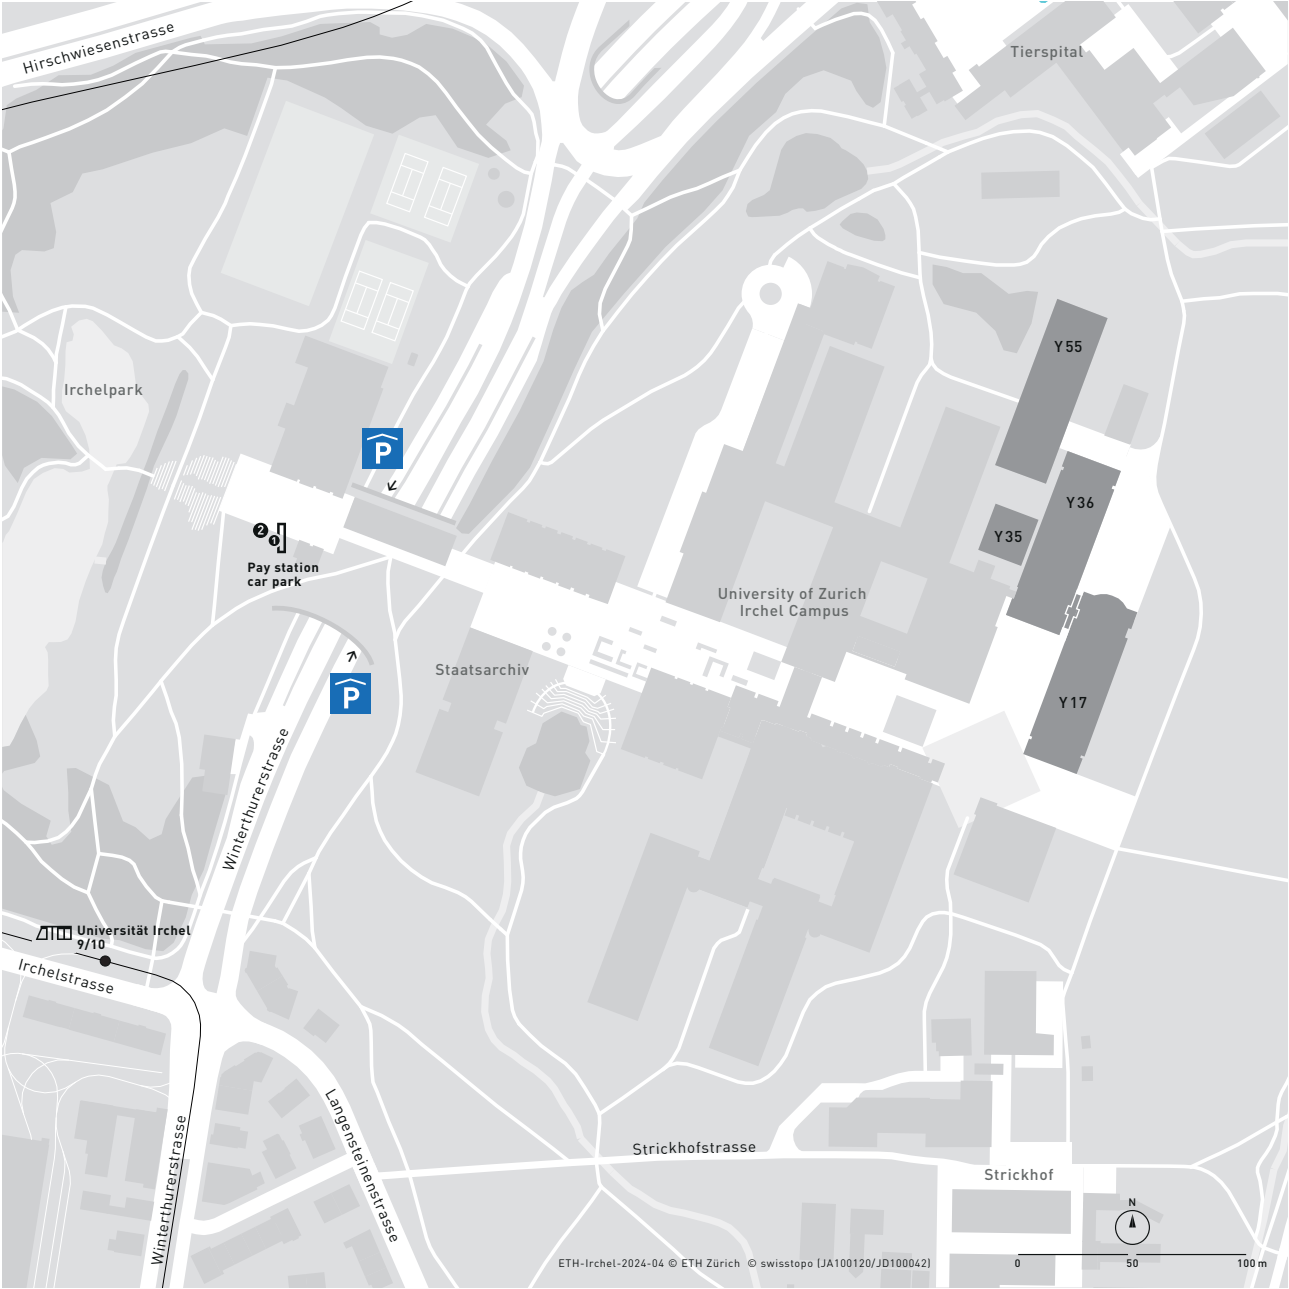 Hirschwiesenstrasse
Tierspital
Y55
Irchelpark
P
Y36
2
1
Y35
Pay station
car park
University of Zurich
Irchel Campus
Staatsarchiv
P
Y17
Winterthurerstrasse
Universität Irchel
9/10
Irchelstrasse
Langensteinenstrasse
Winterthurerstrasse
Strickhofstrasse
Strickhof
N
ETH-Irchel-2024-04 © ETH Zürich © swisstopo (JA100120/JD100042)
0 50 100 m